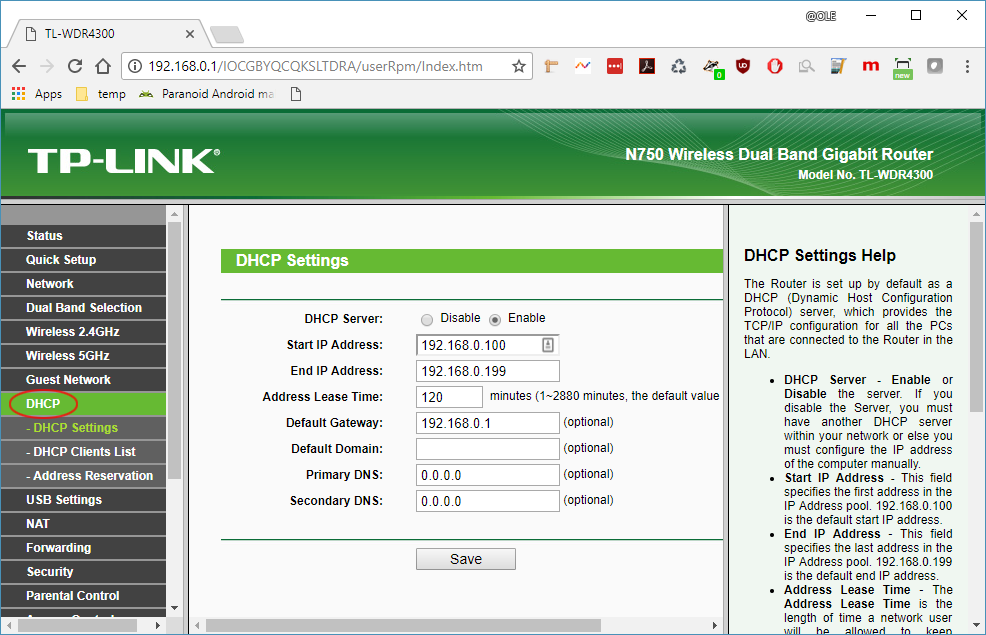 @OLE
TL-WDR4300
192.168.0.1/IOCGBYQCQKSLTDRA/userRpm/Index.htm
0
new
Apps
temp
Paranoid Android ma
TP-LINK®
N750 Wireless Dual Band Gigabit Router
Model No. TL-WDR4300
Status
Quick Setup
Network
Dual Band Selection
Wireless 2.4GHz
Wireless 5GHz
Guest Network
DHCP
- DHCP Settings
- DHCP Clients List
- Address Reservation
USB Settings
NAT
Forwarding
Security
Parental Control
DHCP Settings
DHCP Server: Disable Enable
Start IP Address: 192.168.0.100
End IP Address: 192.168.0.199
Address Lease Time: 120 minutes (1~2880 minutes, the default value
Default Gateway: 192.168.0.1 (optional)
Default Domain: (optional)
Primary DNS: 0.0.0.0 (optional)
Secondary DNS: 0.0.0.0 (optional)
Save
DHCP Settings Help
The Router is set up by default as a
DHCP (Dynamic Host Configuration
Protocol) server, which provides the
TCP/IP configuration for all the PCs
that are connected to the Router in the
LAN.
• DHCP Server - Enable or
Disable the server. If you
disable the Server, you must
have another DHCP server
within your network or else you
must configure the IP address
of the computer manually.
• Start IP Address - This field
specifies the first address in the
IP Address pool. 192.168.0.100
is the default start IP address.
• End IP Address - This field
specifies the last address in the
IP Address pool. 192.168.0.199
is the default end IP address.
• Address Lease Time - The
Address Lease Time is the
length of time a network user
will be allowed to keep